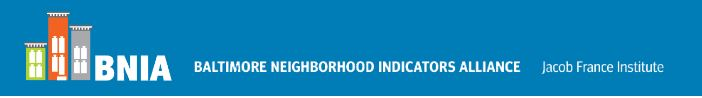 BNIA BALTIMORE NEIGHBORHOOD INDICATORS ALLIANCE Jacob France Institute